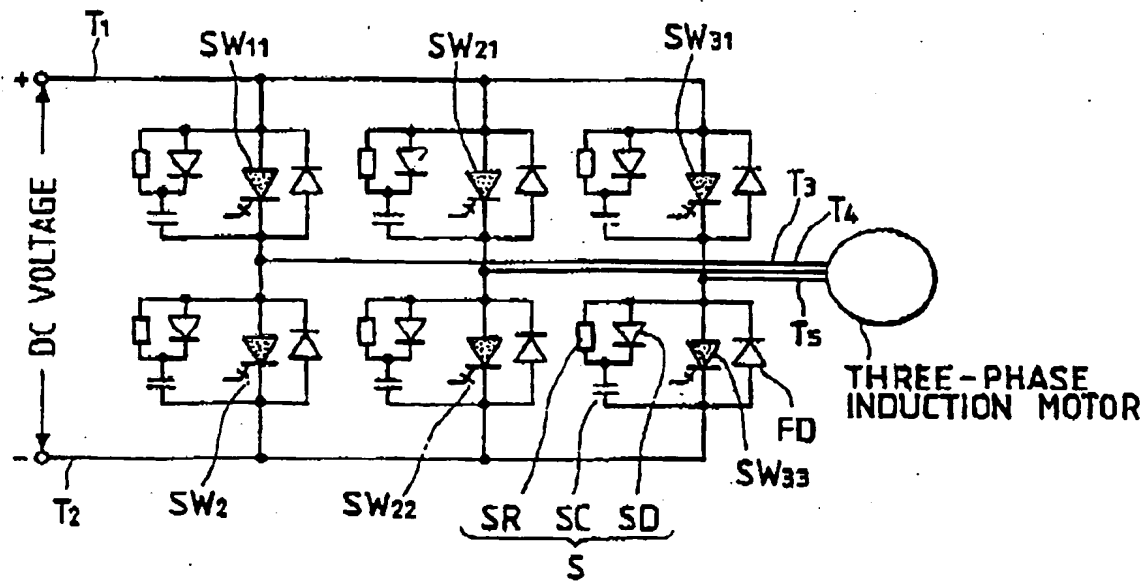 T1
SW11
SW21
SW31
+
DC VOLTAGE
T3
T4
T5
THREE-PHASE
INDUCTION MOTOR
FD
-
T2
SW2
SW22
SR SC SD
SW33
S